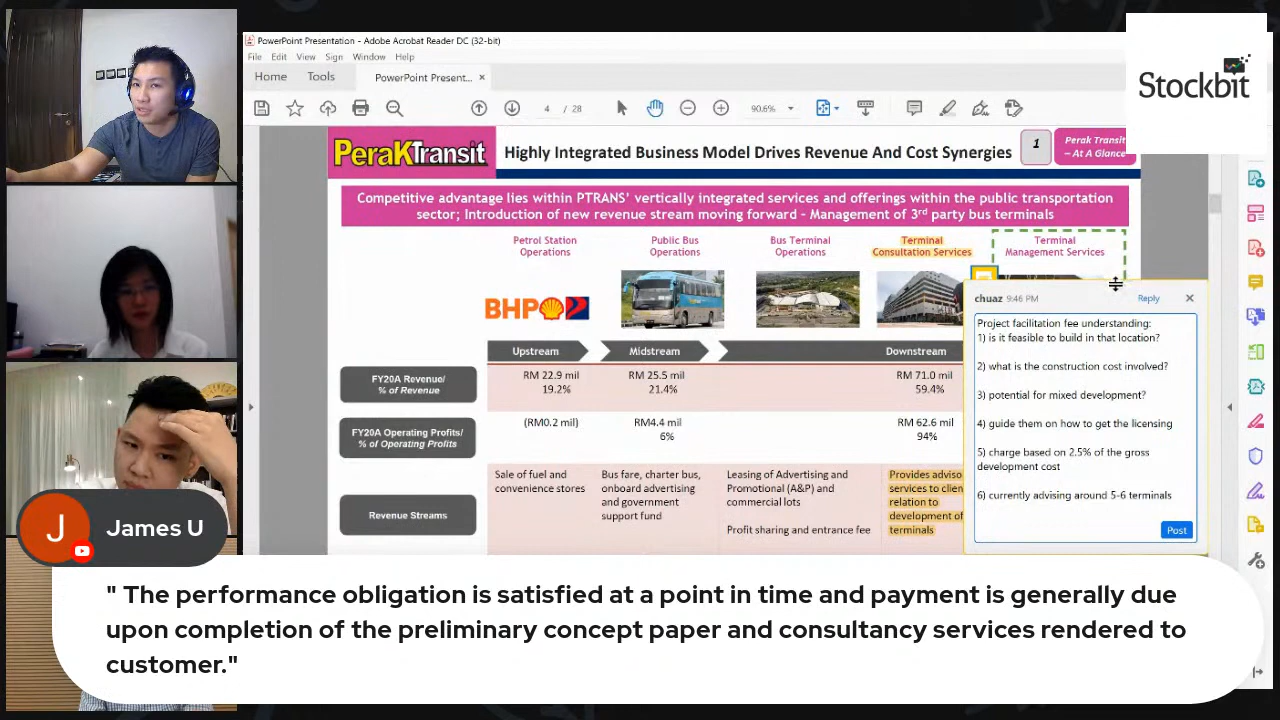 PowerPoint Presentation - Adobe Acrobat Reader DC (32-bit)
File Edit View Sign Window Help
Home Tools PowerPoint Present... ×
4 / 28 90.6%
Stockbit
PeraKTransit
Highly Integrated Business Model Drives Revenue And Cost Synergies
1
Perak Transit
– At A Glance
Competitive advantage lies within PTRANS’ vertically integrated services and offerings within the public transportation
sector; Introduction of new revenue stream moving forward - Management of 3rd party bus terminals
Petrol Station
Operations
Public Bus
Operations
Bus Terminal
Operations
Terminal
Consultation Services
Terminal
Management Services
BHP
Upstream Midstream Downstream
FY20A Revenue/
% of Revenue
RM 22.9 mil
19.2%
RM 25.5 mil
21.4%
RM 71.0 mil
59.4%
FY20A Operating Profits/
% of Operating Profits
(RM0.2 mil)
RM4.4 mil
6%
RM 62.6 mil
94%
Revenue Streams
Sale of fuel and
convenience stores
Bus fare, charter bus,
onboard advertising
and government
support fund
Leasing of Advertising and
Promotional (A&P) and
commercial lots
Profit sharing and entrance fee
Provides adviso
services to clien
relation to
development of
terminals
chuaz 9:46 PM Reply ×
Project facilitation fee understanding:
1) is it feasible to build in that location?
2) what is the construction cost involved?
3) potential for mixed development?
4) guide them on how to get the licensing
5) charge based on 2.5% of the gross
development cost
6) currently advising around 5-6 terminals
Post
J
James U
" The performance obligation is satisfied at a point in time and payment is generally due
upon completion of the preliminary concept paper and consultancy services rendered to
customer."